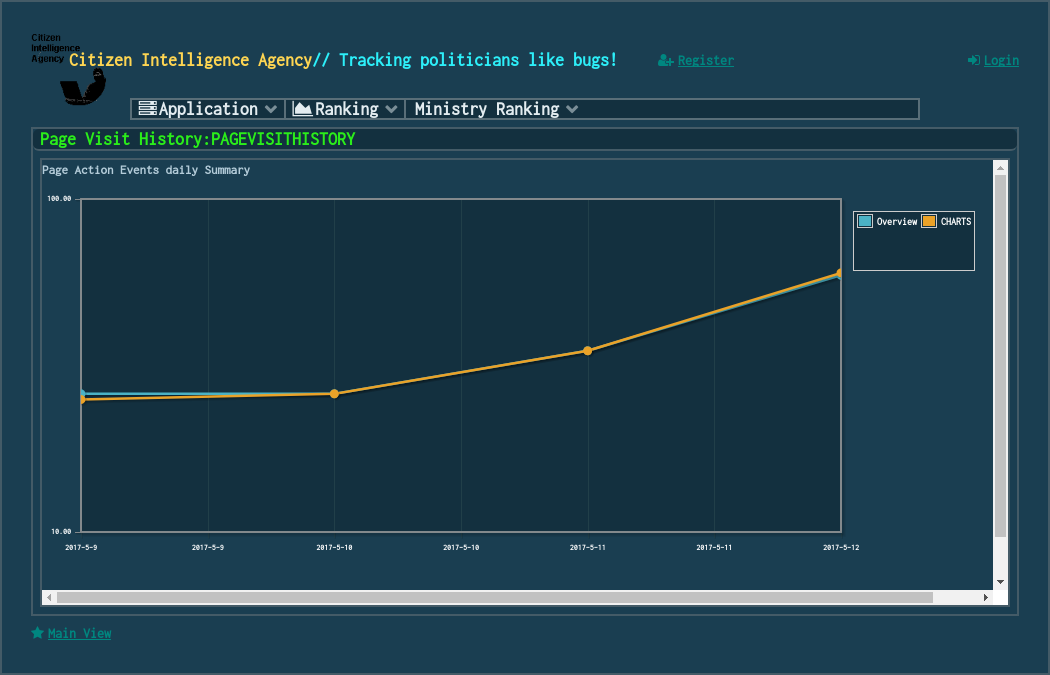 Citizen
Intelligence
Agency
Citizen Intelligence Agency// Tracking politicians like bugs!
Register
Login
Application
Ranking
Ministry Ranking
Page Visit History:PAGEVISITHISTORY
Page Action Events daily Summary
100.00
Overview
CHARTS
10.00
2017-5-9
2017-5-9
2017-5-10
2017-5-10
2017-5-11
2017-5-11
2017-5-12
Main View